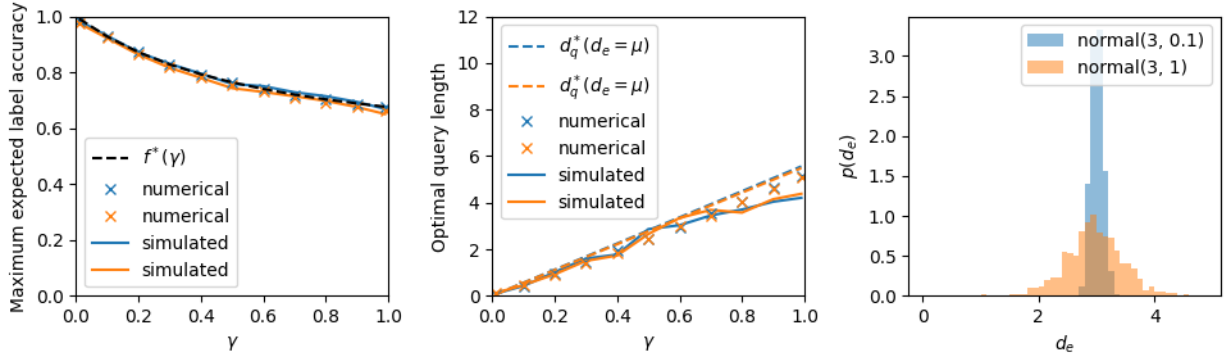 Maximum expected label accuracy
1.0
0.8
0.6
0.4
0.2
0.0
f*(γ)
numerical
numerical
simulated
simulated
0.0 0.2 0.4 0.6 0.8 1.0
γ
Optimal query length
12
10
8
6
4
2
0
d*q(de = μ)
d*q(de = μ)
numerical
numerical
simulated
simulated
0.0 0.2 0.4 0.6 0.8 1.0
γ
p(de)
3.5
3.0
2.5
2.0
1.5
1.0
0.5
0.0
normal(3, 0.1)
normal(3, 1)
0 2 4
de